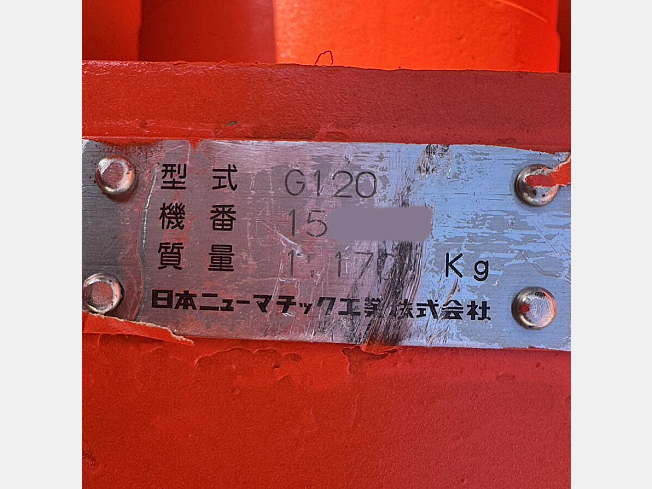 型式 G120
機番 15
質量 1,170 Kg
日本ニューマチック工業株式会社